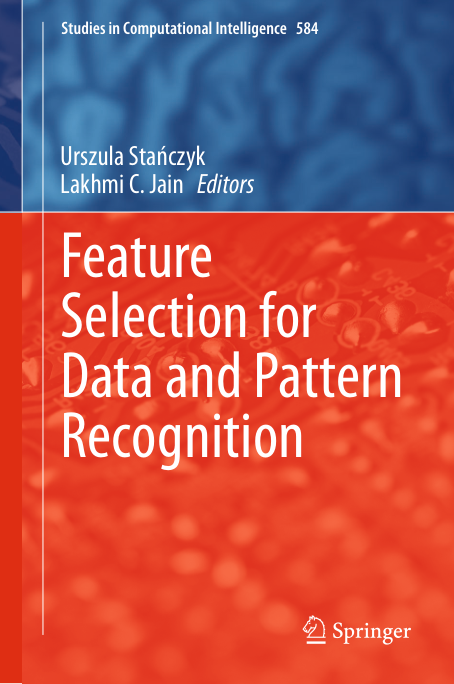 Studies in Computational Intelligence 584
Urszula Stańczyk
Lakhmi C. Jain Editors
Feature
Selection for
Data and Pattern
Recognition
Springer